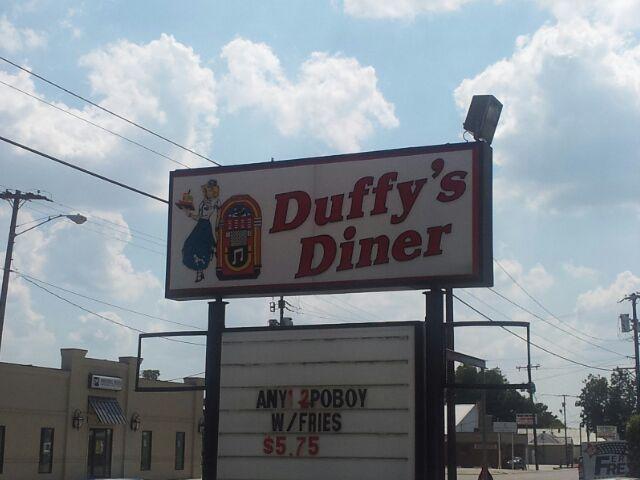 Duffy's
Diner
ANY 1 2 POBOY
W/FRIES
$5.75